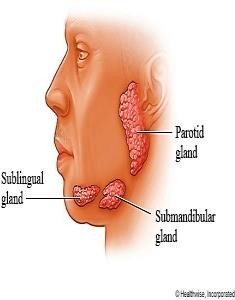 Parotid
gland
Sublingual
gland
Submandibular
gland
© Healthwise, Incorporated